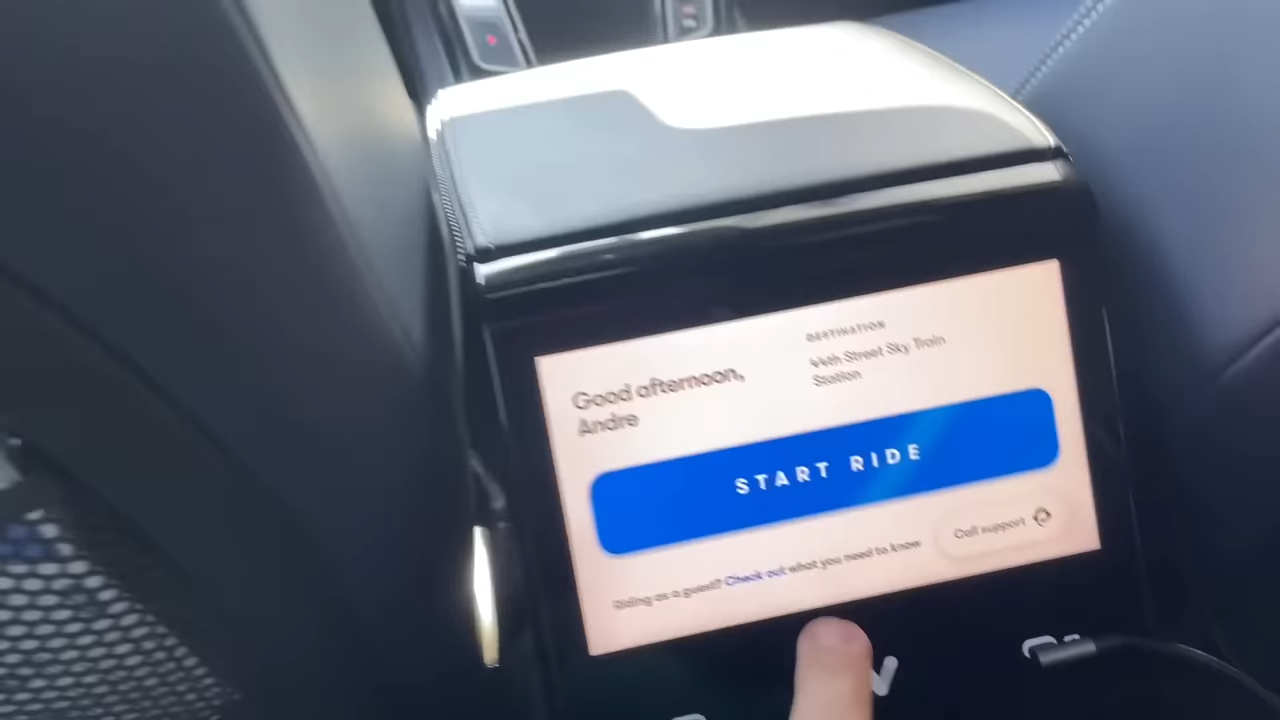 Good afternoon,
Andre
DESTINATION
44th Street Sky Train
Station
START RIDE
Call support
Riding as a guest? Check out what you need to know